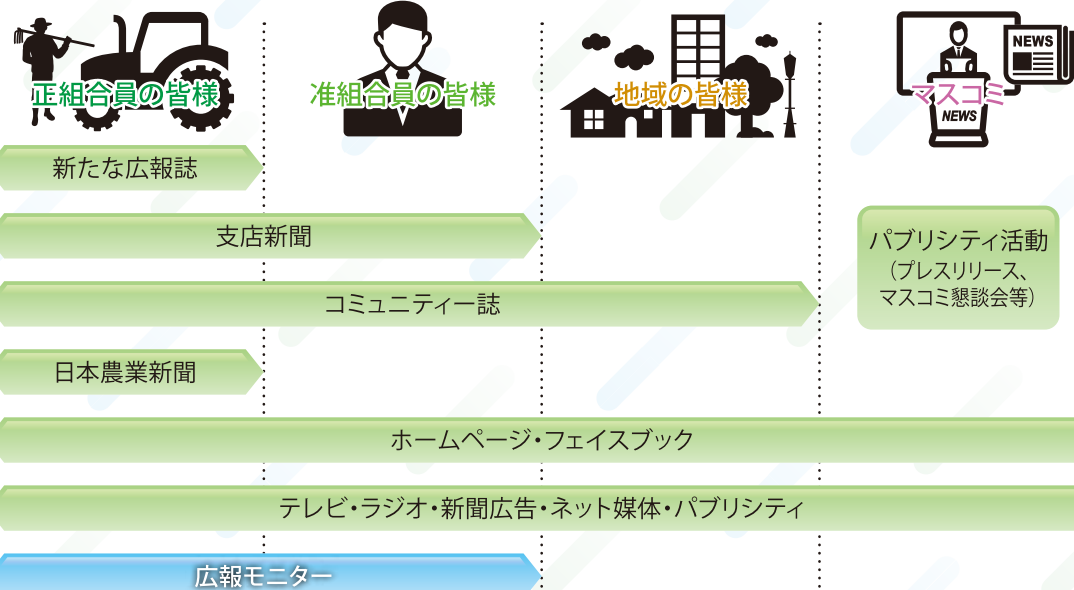 NEWS
NEWS
正組合員の皆様
准組合員の皆様
地域の皆様
マスコミ
新たな広報誌
支店新聞
パブリシティ活動
（プレスリリース、
マスコミ懇談会等）
コミュニティー誌
日本農業新聞
ホームページ・フェイスブック
テレビ・ラジオ・新聞広告・ネット媒体・パブリシティ
広報モニター